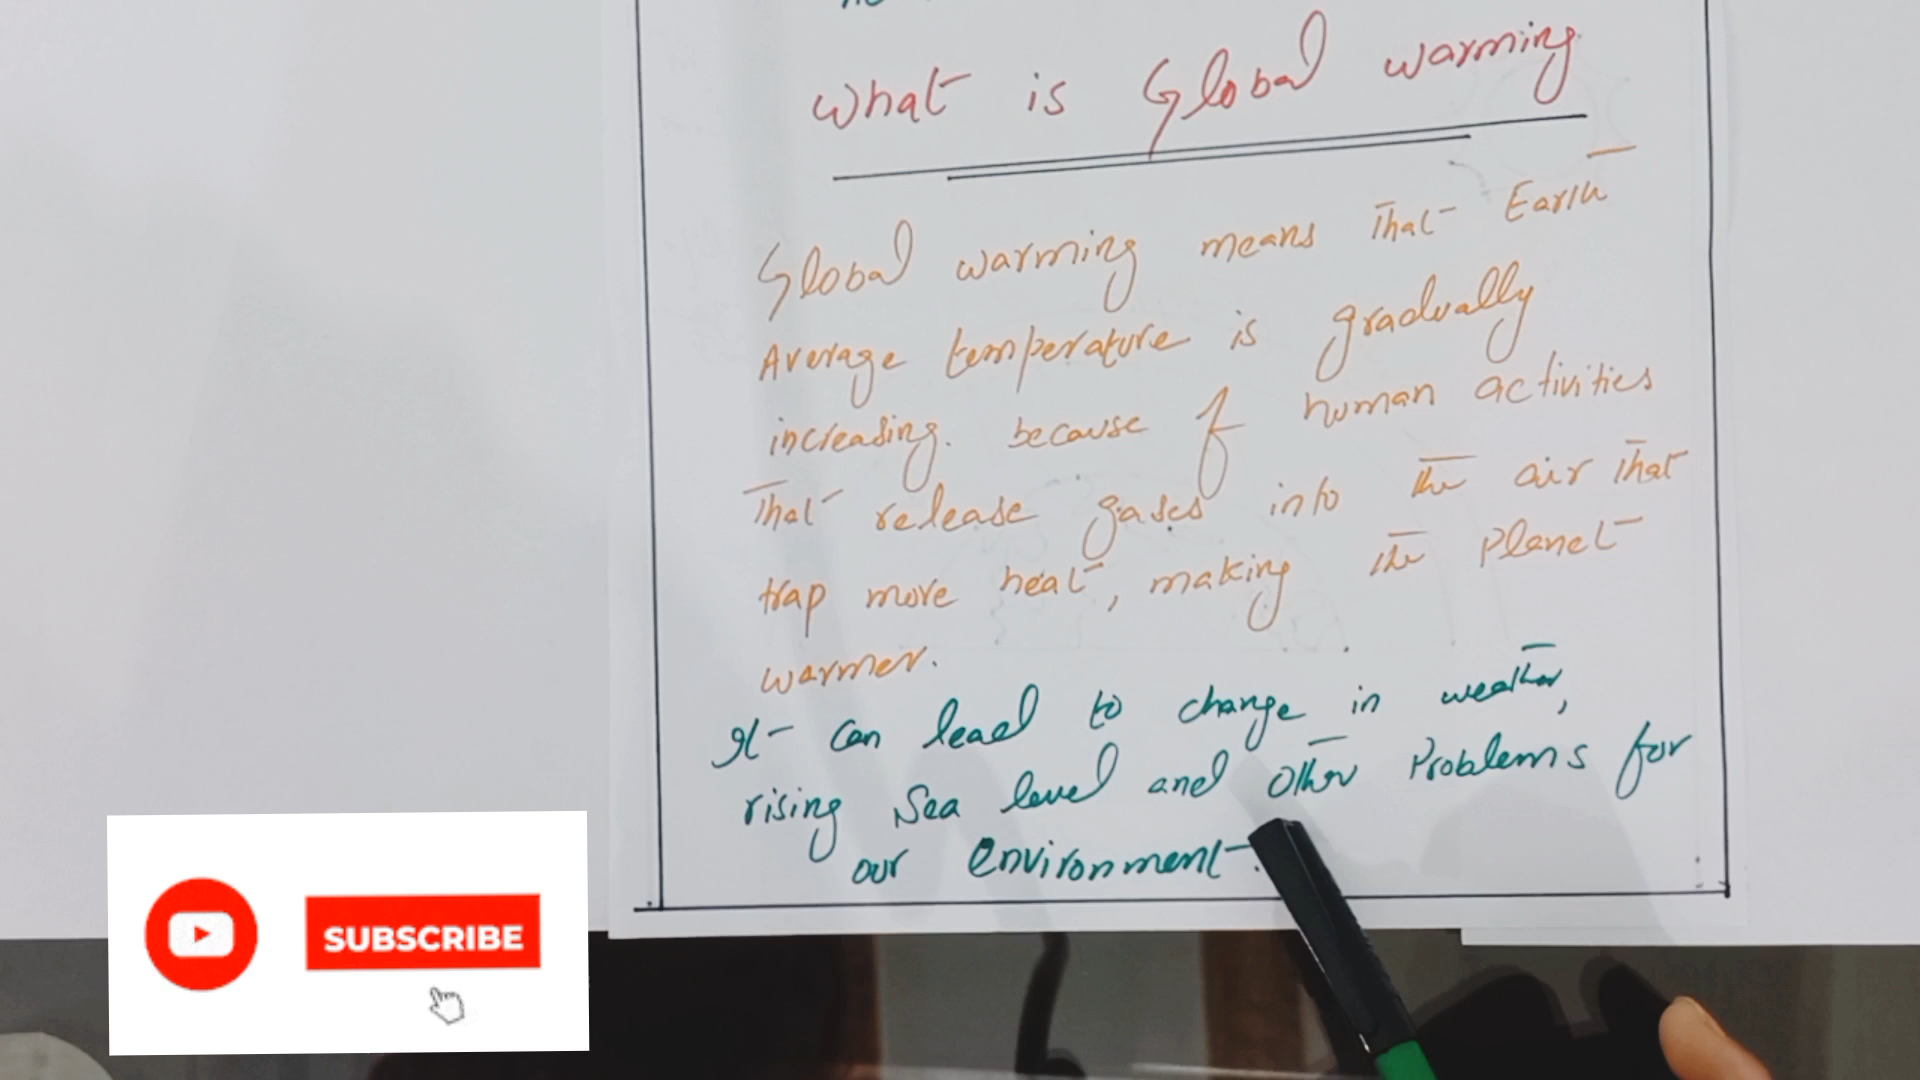 What is Global warming
Global warming means that Earth
Average temperature is gradually
increasing. because of human activities
That release gases into the air that
trap more heat, making the planet
warmer.
It can lead to change in weather,
rising Sea level and other Problems for
our environment.
SUBSCRIBE